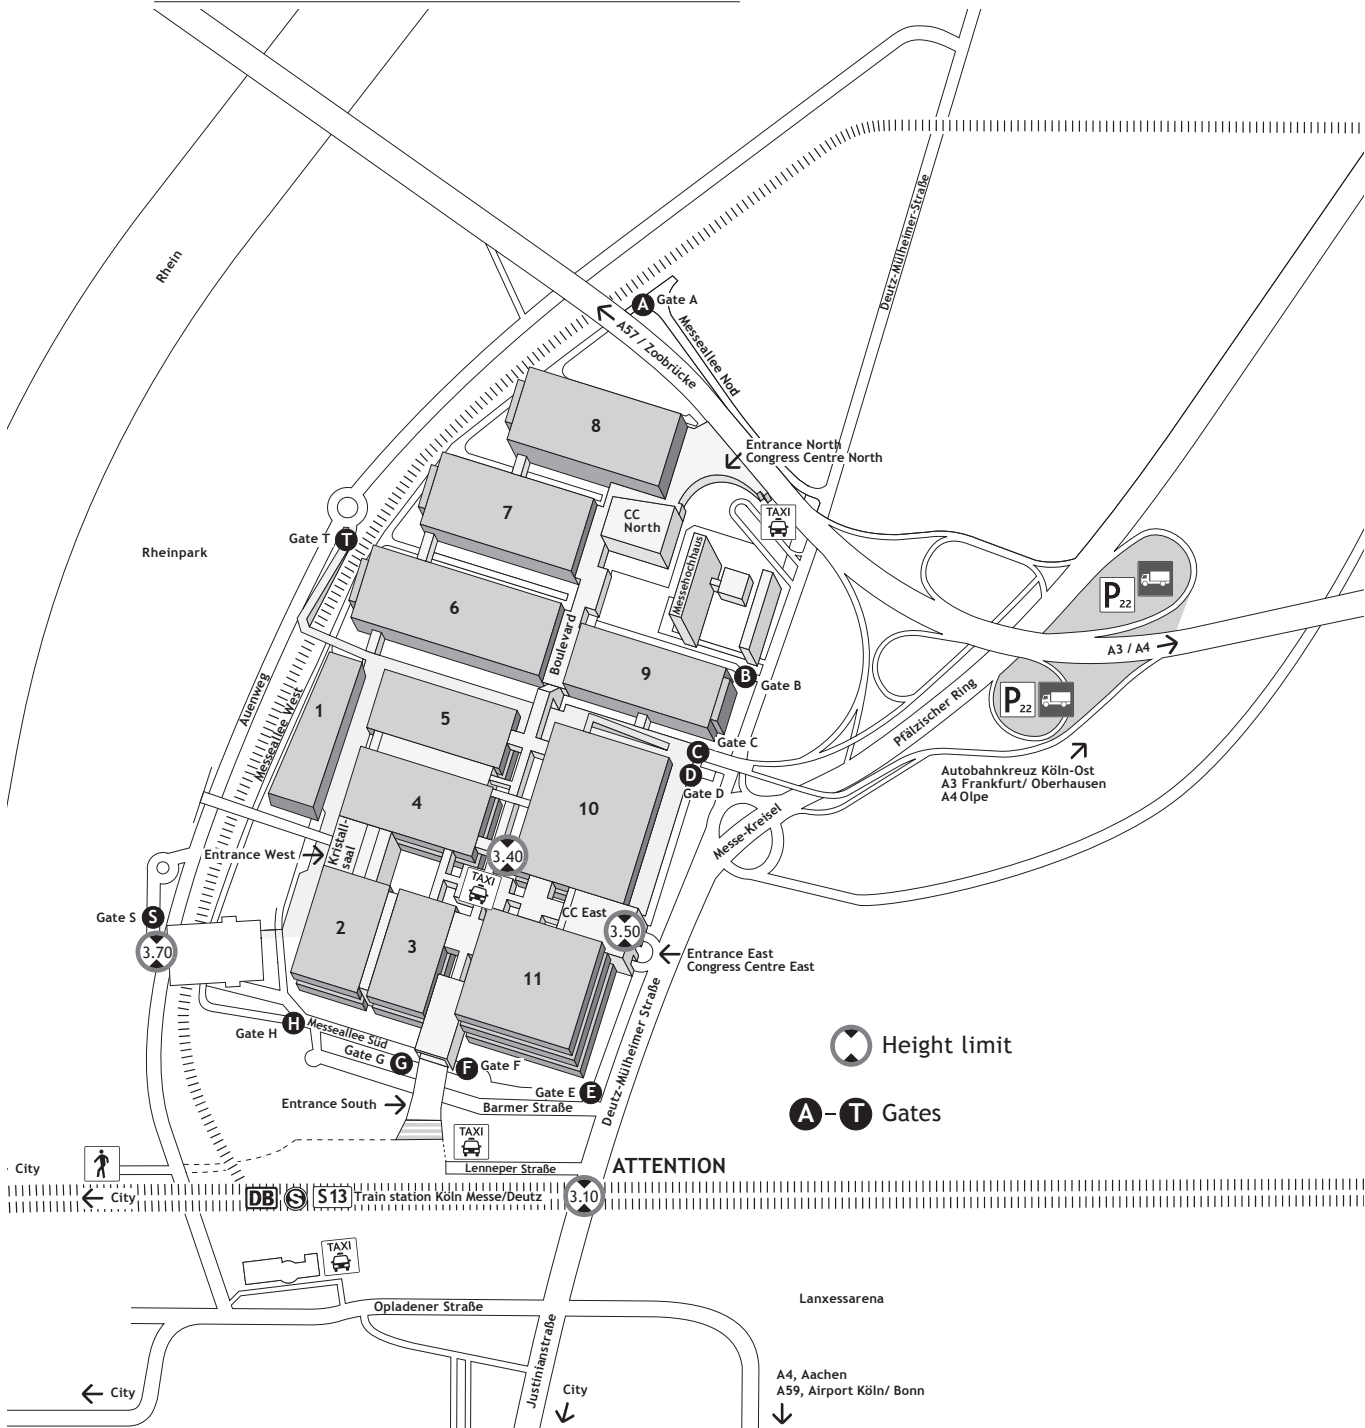 Rhein
Deutz-Mülheimer-Straße
A
Gate A
A57 / Zoobrücke
Messeallee Nod
8
Entrance North
Congress Centre North
7
CC
North
TAXI
Gate T
T
Rheinpark
Messehochhaus
P22
6
Boulevard
9
B
Gate B
A3 / A4
P22
Auenweg
Messeallee West
1
5
Pfälzischer Ring
C
Gate C
D
Gate D
Autobahnkreuz Köln-Ost
A3 Frankfurt/ Oberhausen
A4 Olpe
4
10
Messe-Kreisel
Kristall-
saal
Entrance West
3.40
TAXI
Gate S
S
3.70
2
3
CC East
3.50
11
Entrance East
Congress Centre East
Deutz-Mülheimer Straße
Gate H
H
Messeallee Süd
Gate G
G
F
Gate F
Gate E
E
Height limit
Entrance South
Barmer Straße
A – T Gates
TAXI
Lenneper Straße
ATTENTION
City
City
DB
S
S13
Train station Köln Messe/Deutz
3.10
TAXI
Opladener Straße
Lanxessarena
Justinianstraße
City
City
A4, Aachen
A59, Airport Köln/ Bonn